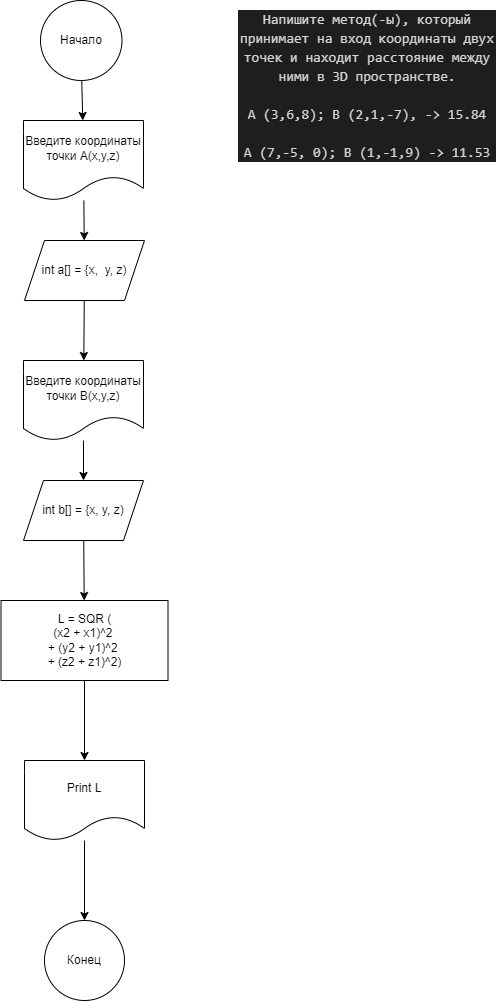 Начало
Напишите метод(-ы), который
принимает на вход координаты двух
точек и находит расстояние между
ними в 3D пространстве.
A (3,6,8); B (2,1,-7), -> 15.84
A (7,-5, 0); B (1,-1,9) -> 11.53
Введите координаты
точки A(x,y,z)
int a[] = {x,  y, z)
Введите координаты
точки B(x,y,z)
int b[] = {x, y, z)
L = SQR (
(x2 + x1)^2
+ (y2 + y1)^2
+ (z2 + z1)^2)
Print L
Конец